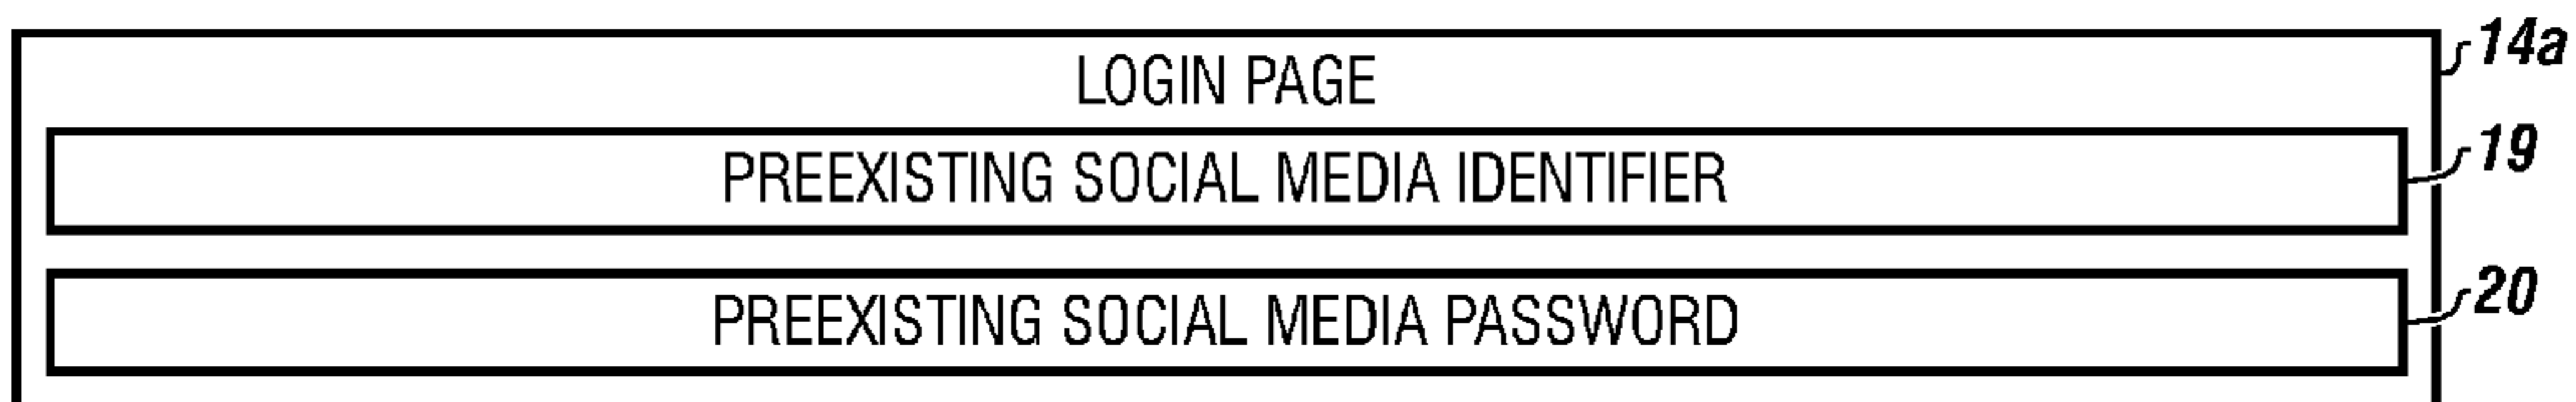 LOGIN PAGE
14a
PREEXISTING SOCIAL MEDIA IDENTIFIER
19
PREEXISTING SOCIAL MEDIA PASSWORD
20